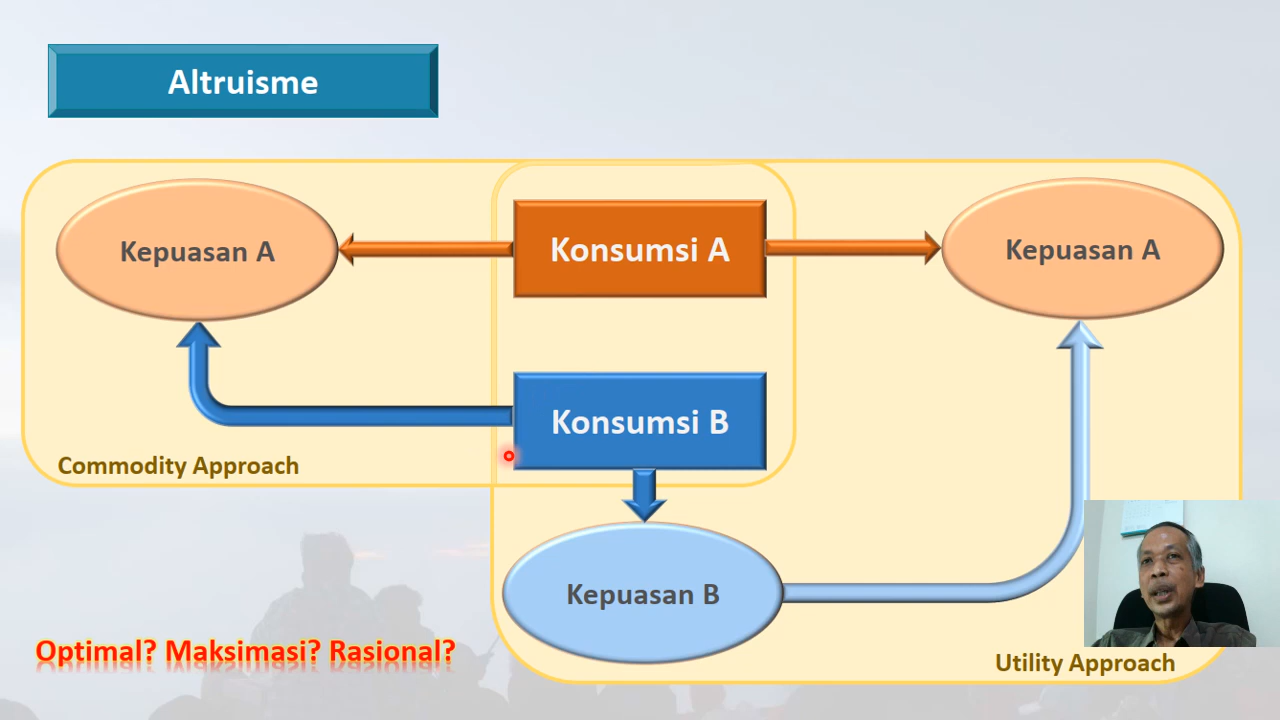 Altruisme
Kepuasan A
Konsumsi A
Kepuasan A
Konsumsi B
Commodity Approach
Kepuasan B
Optimal? Maksimasi? Rasional?
Utility Approach